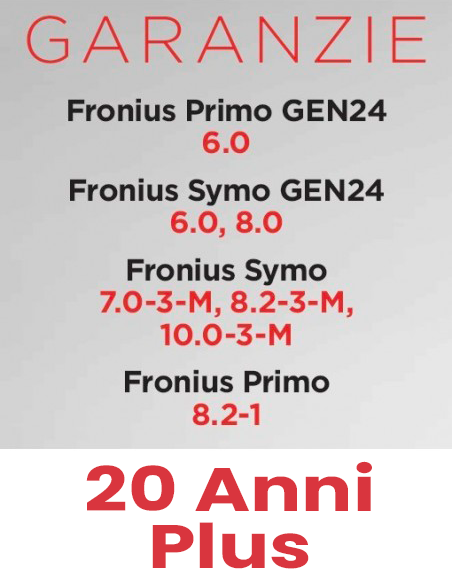 GARANZIE
Fronius Primo GEN24
6.0
Fronius Symo GEN24
6.0, 8.0
Fronius Symo
7.0-3-M, 8.2-3-M,
10.0-3-M
Fronius Primo
8.2-1
20 Anni
Plus